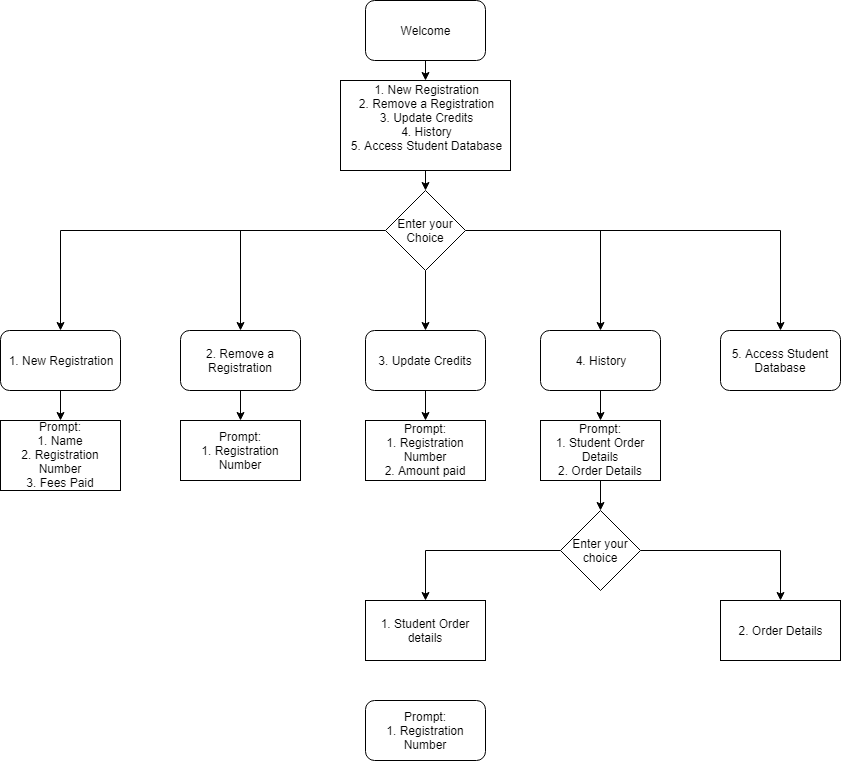 Welcome
1. New Registration
2. Remove a Registration
3. Update Credits
4. History
5. Access Student Database
Enter your
Choice
1. New Registration
2. Remove a
Registration
3. Update Credits
4. History
5. Access Student
Database
Prompt:
1. Name
2. Registration
Number
3. Fees Paid
Prompt:
1. Registration
Number
Prompt:
1. Registration
Number
2. Amount paid
Prompt:
1. Student Order
Details
2. Order Details
Enter your
choice
1. Student Order
details
2. Order Details
Prompt:
1. Registration
Number